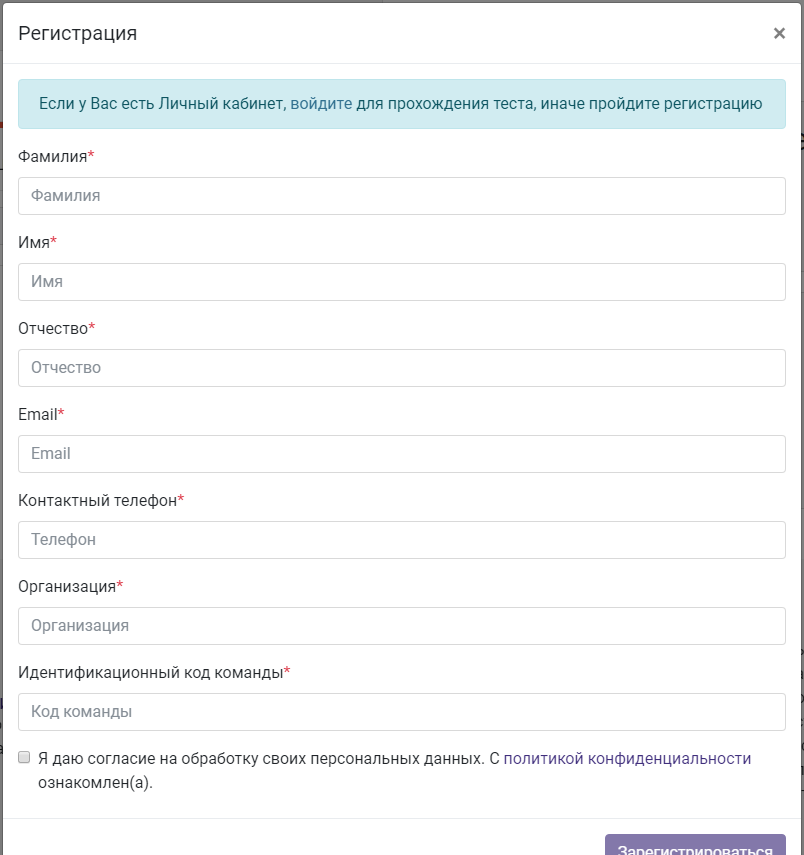 Регистрация
×
Если у Вас есть Личный кабинет, войдите для прохождения теста, иначе пройдите регистрацию
Фамилия*
Фамилия
Имя*
Имя
Отчество*
Отчество
Email*
Email
Контактный телефон*
Телефон
Организация*
Организация
Идентификационный код команды*
Код команды
Я даю согласие на обработку своих персональных данных. С политикой конфиденциальности
ознакомлен(а).
Зарегистрироваться